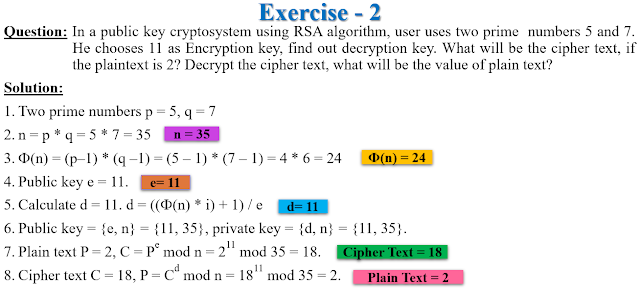 Exercise - 2
Question: In a public key cryptosystem using RSA algorithm, user uses two prime numbers 5 and 7.
He chooses 11 as Encryption key, find out decryption key. What will be the cipher text, if
the plaintext is 2? Decrypt the cipher text, what will be the value of plain text?
Solution:
1. Two prime numbers p = 5, q = 7
2. n = p * q = 5 * 7 = 35 n = 35
3. Φ(n) = (p–1) * (q –1) = (5 – 1) * (7 – 1) = 4 * 6 = 24 Φ(n) = 24
4. Public key e = 11. e= 11
5. Calculate d = 11. d = ((Φ(n) * i) + 1) / e d= 11
6. Public key = {e, n} = {11, 35}, private key = {d, n} = {11, 35}.
7. Plain text P = 2, C = P^e mod n = 2^11 mod 35 = 18. Cipher Text = 18
8. Cipher text C = 18, P = C^d mod n = 18^11 mod 35 = 2. Plain Text = 2